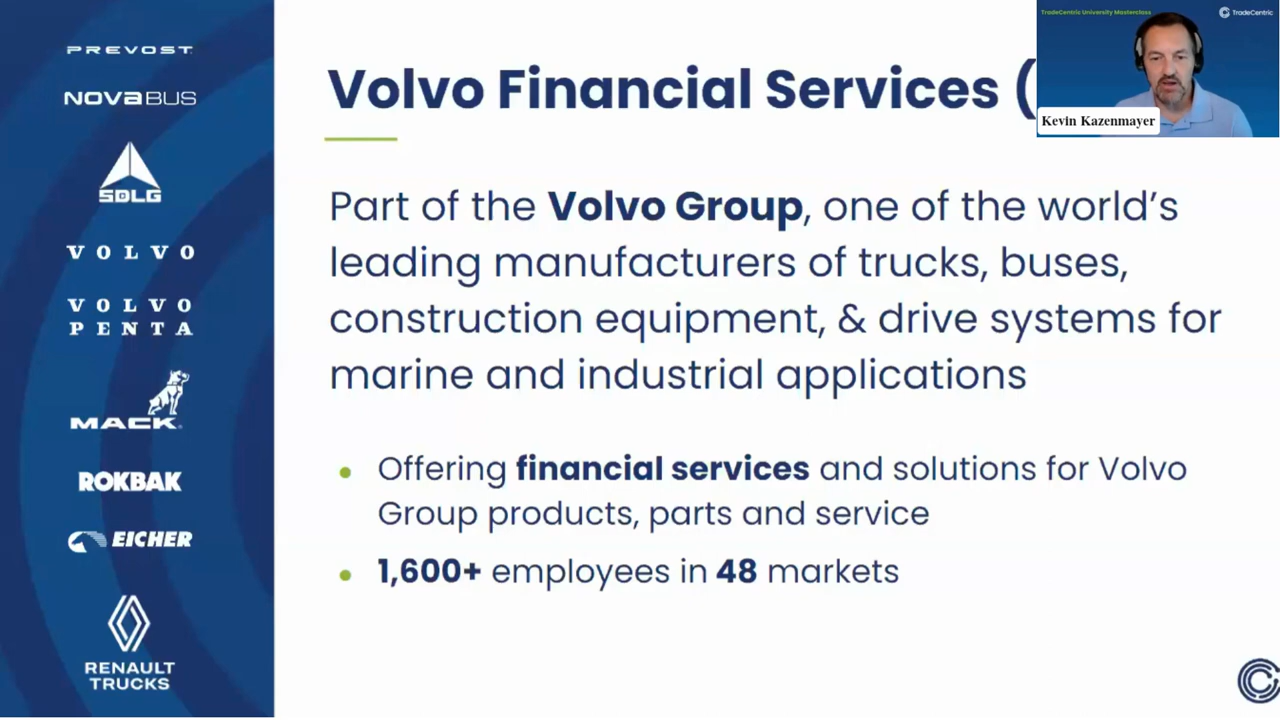 PREVOST
NOVABUS
SDLG
VOLVO
VOLVO
PENTA
MACK
ROKBAK
EICHER
RENAULT
TRUCKS
Volvo Financial Services (
TradeCentric University Masterclass
TradeCentric
Kevin Kazenmayer
Part of the Volvo Group, one of the world's
leading manufacturers of trucks, buses,
construction equipment, & drive systems for
marine and industrial applications
• Offering financial services and solutions for Volvo
Group products, parts and service
• 1,600+ employees in 48 markets